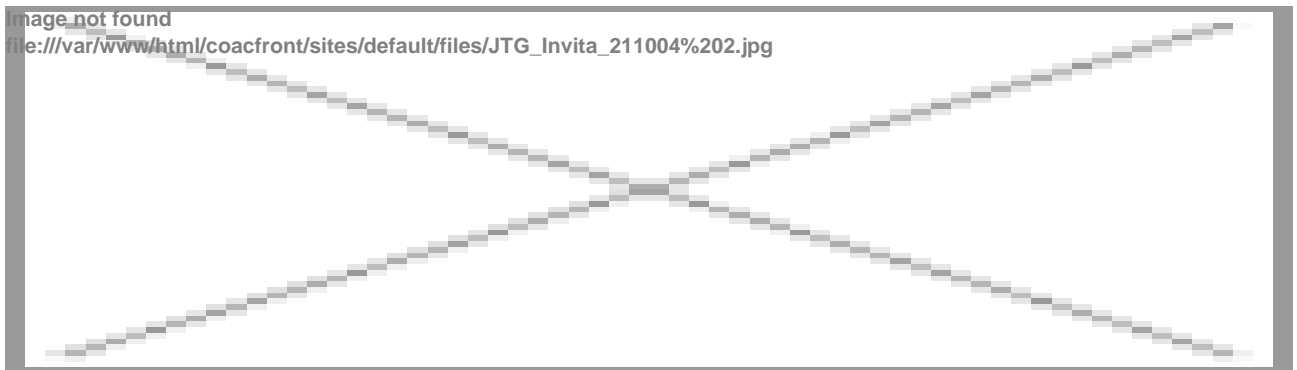 Image not found
file:///var/www/html/coacfront/sites/default/files/JTG_Invita_211004%202.jpg